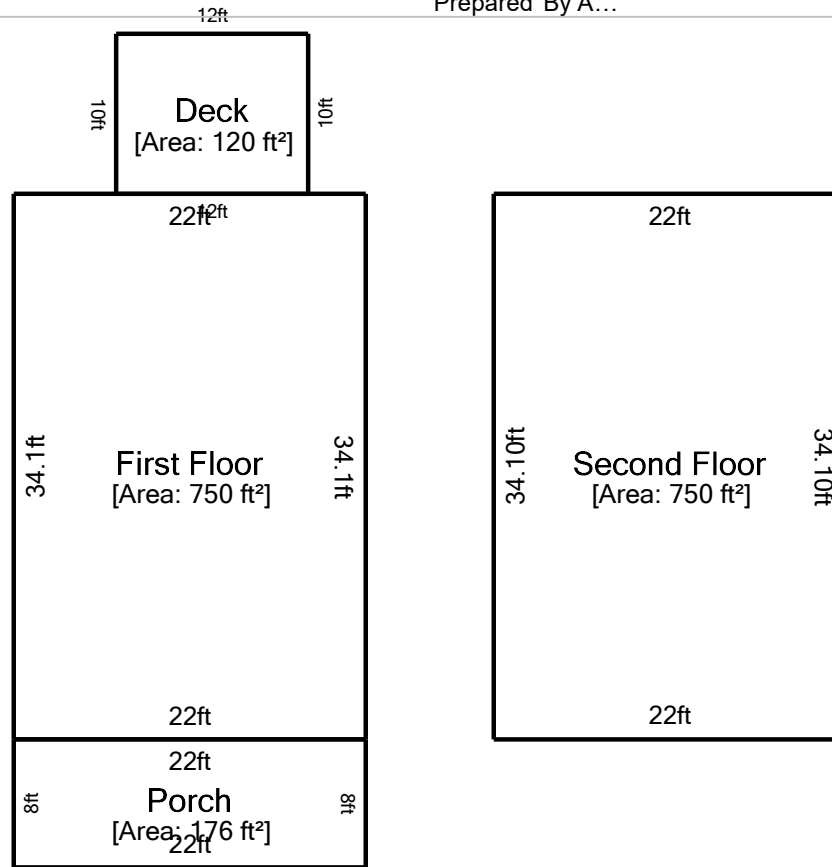 Prepared By A...
12ft
10ft
Deck
10ft
[Area: 120 ft²]
12ft
22ft
22ft
34.1ft
First Floor
34.1ft
[Area: 750 ft²]
34.10ft
Second Floor
34.10ft
[Area: 750 ft²]
22ft
22ft
22ft
8ft
Porch
8ft
[Area: 176 ft²]
22ft